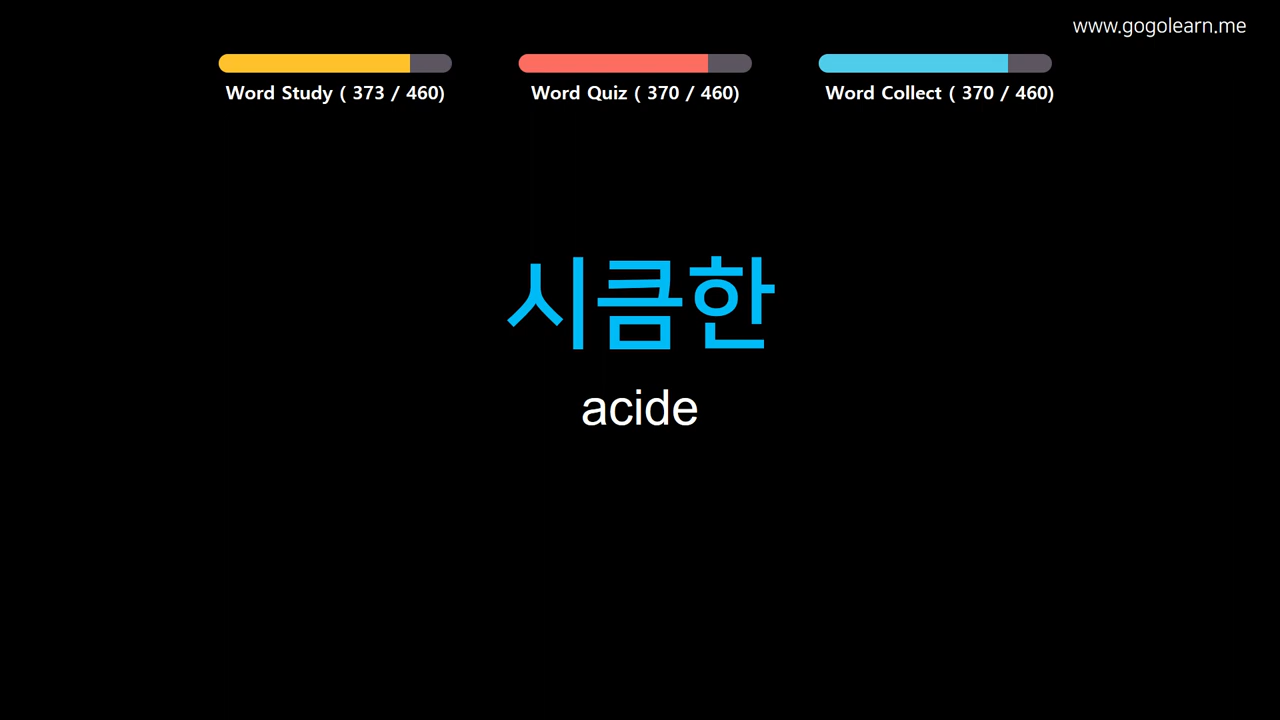 www.gogolearn.me
Word Study ( 373 / 460)
Word Quiz ( 370 / 460)
Word Collect ( 370 / 460)
시큼한
acide